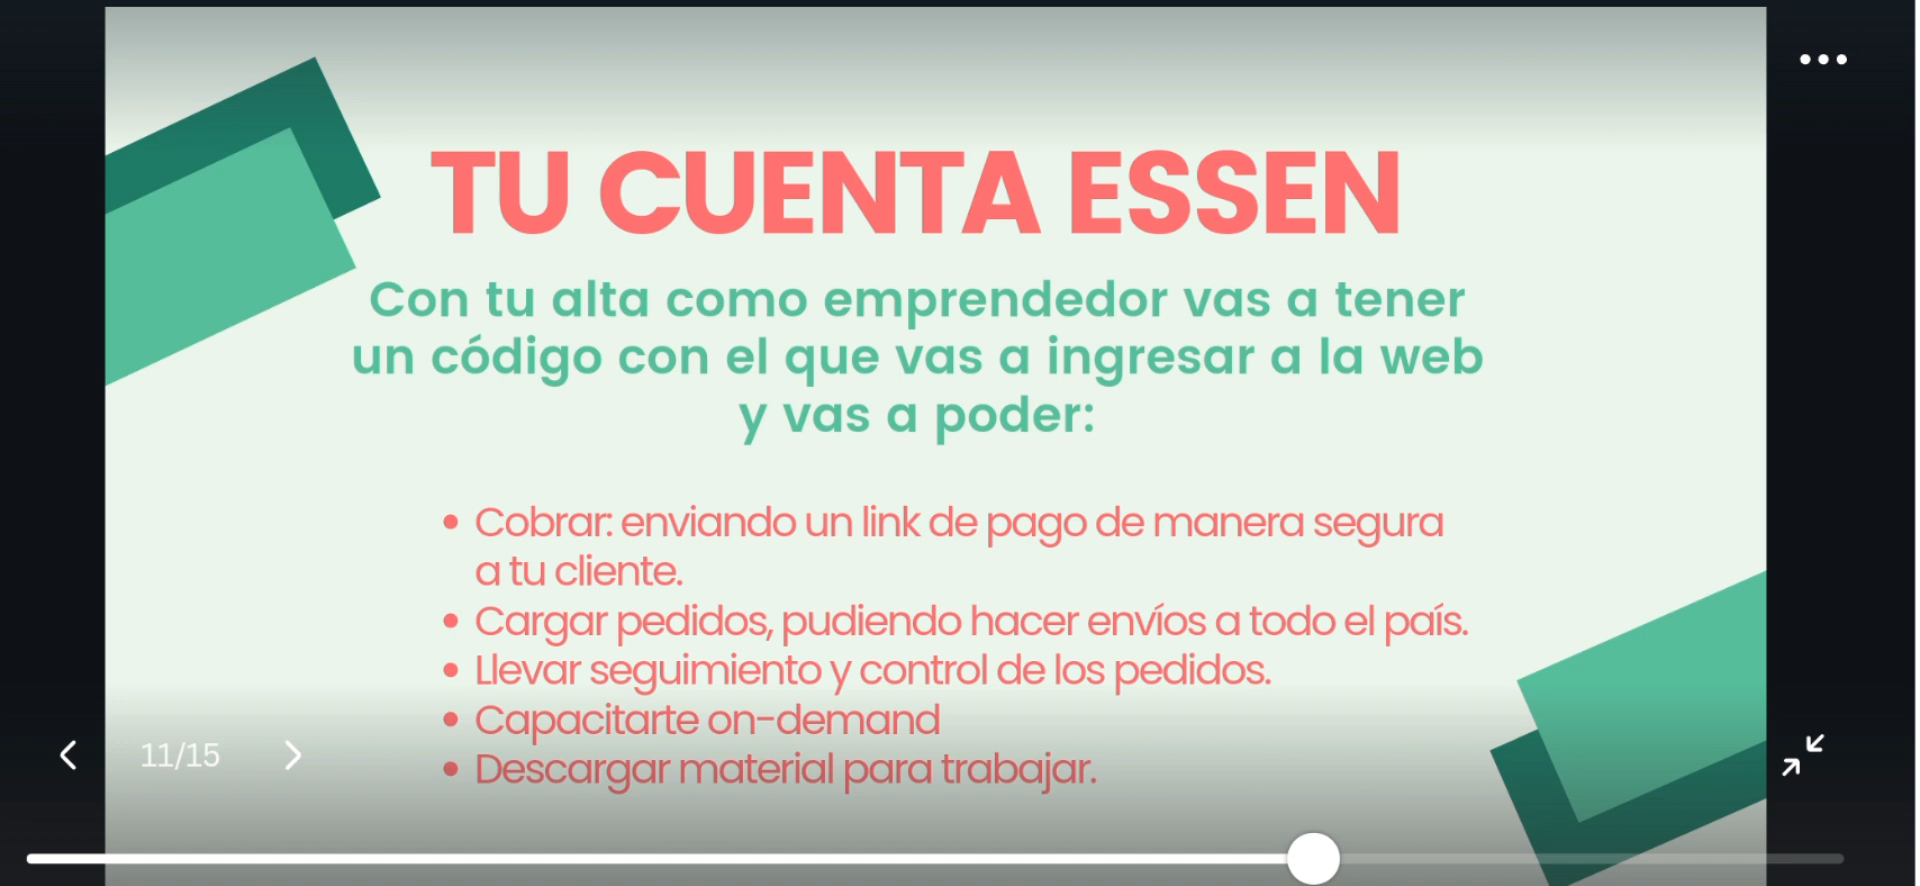 TU CUENTA ESSEN
Con tu alta como emprendedor vas a tener
un código con el que vas a ingresar a la web
y vas a poder:
• Cobrar: enviando un link de pago de manera segura
a tu cliente.
• Cargar pedidos, pudiendo hacer envíos a todo el país.
• Llevar seguimiento y control de los pedidos.
• Capacitarte on-demand
• Descargar material para trabajar.
11/15